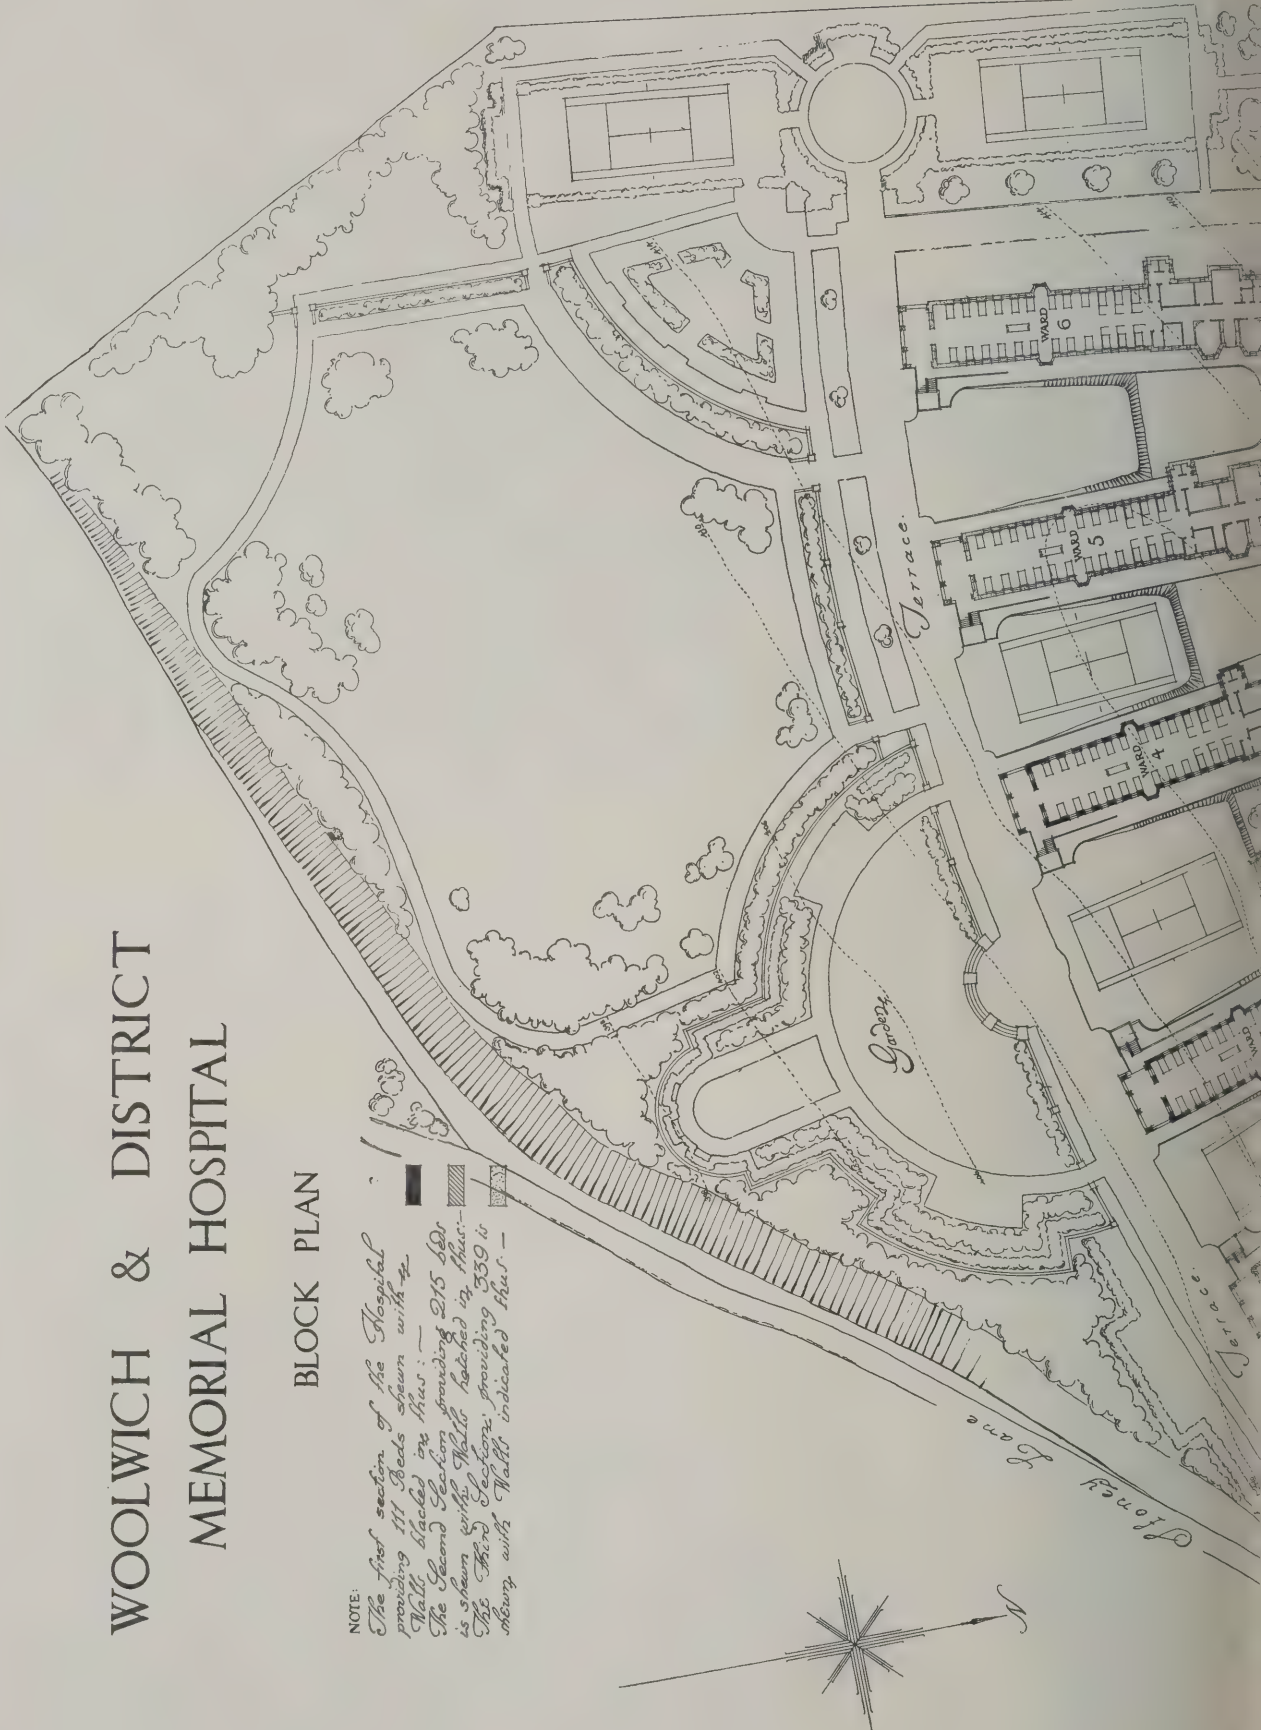 WOOLWICH & DISTRICT
MEMORIAL HOSPITAL
BLOCK PLAN
NOTE:
The first section of the Hospital
providing 111 Beds shewn with
Walls blacked in thus:—
The Second Section providing 215 beds
is shewn with Walls hatched in thus:—
The Third Section: providing 339 is
shewn with Walls indicated thus —
N
Stoney Lane
Terrace.
Garden
Terrace.
WARD
4
WARD
5
WARD
6
WARD